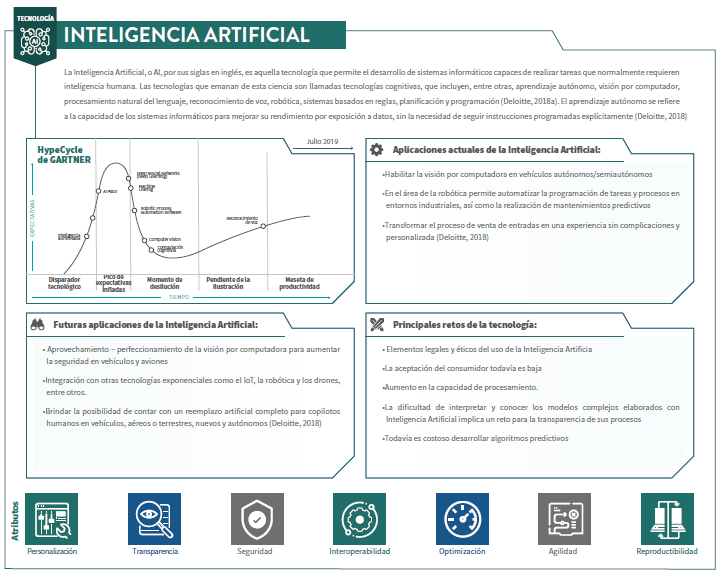 TECNOLOGÍA
AI
INTELIGENCIA ARTIFICIAL
La Inteligencia Artificial, o AI, por sus siglas en inglés, es aquella tecnología que permite el desarrollo de sistemas informáticos capaces de realizar tareas que normalmente requieren
inteligencia humana. Las tecnologías que emanan de esta ciencia son llamadas tecnologías cognitivas, que incluyen, entre otras, aprendizaje autónomo, visión por computador,
procesamiento natural del lenguaje, reconocimiento de voz, robótica, sistemas basados en reglas, planificación y programación (Deloitte, 2018a). El aprendizaje autónomo se refiere
a la capacidad de los sistemas informáticos para mejorar su rendimiento por exposición a datos, sin la necesidad de seguir instrucciones programadas explícitamente (Deloitte, 2018)
HypeCycle
de GARTNER
Julio 2019
EXPECTATIVAS
Deep Neural Networks
(Deep Learning)
Machine
Robotic Process
Automation Software
Reconocimiento
de voz
Inteligencia
aumentada
Computer vision
Computación
cognitiva
Disparador
tecnológico
Pico de
expectativas
infladas
Momento de
desilución
Pendiente de la
ilustración
Meseta de
productividad
TIEMPO
Aplicaciones actuales de la Inteligencia Artificial:
•Habilitar la visión por computadora en vehículos autónomos/semiautónomos
•En el área de la robótica permite automatizar la programación de tareas y procesos en
entornos industriales, así como la realización de mantenimientos predictivos
•Transformar el proceso de venta de entradas en una experiencia sin complicaciones y
personalizada (Deloitte, 2018)
Futuras aplicaciones de la Inteligencia Artificial:
• Aprovechamiento – perfeccionamiento de la visión por computadora para aumentar
la seguridad en vehículos y aviones
•Integración con otras tecnologías exponenciales como el IoT, la robótica y los drones,
entre otros.
•Brindar la posibilidad de contar con un reemplazo artificial completo para copilotos
humanos en vehículos, aéreos o terrestres, nuevos y autónomos (Deloitte, 2018)
Principales retos de la tecnología:
• Elementos legales y éticos del uso de la Inteligencia Artificia
•La aceptación del consumidor todavía es baja
•Aumento en la capacidad de procesamiento.
•La dificultad de interpretar y conocer los modelos complejos elaborados con
Inteligencia Artificial implica un reto para la transparencia de sus procesos
•Todavía es costoso desarrollar algoritmos predictivos
Atributos
Personalización
Transparencia
Seguridad
Interoperabilidad
Optimización
Agilidad
Reproductibilidad